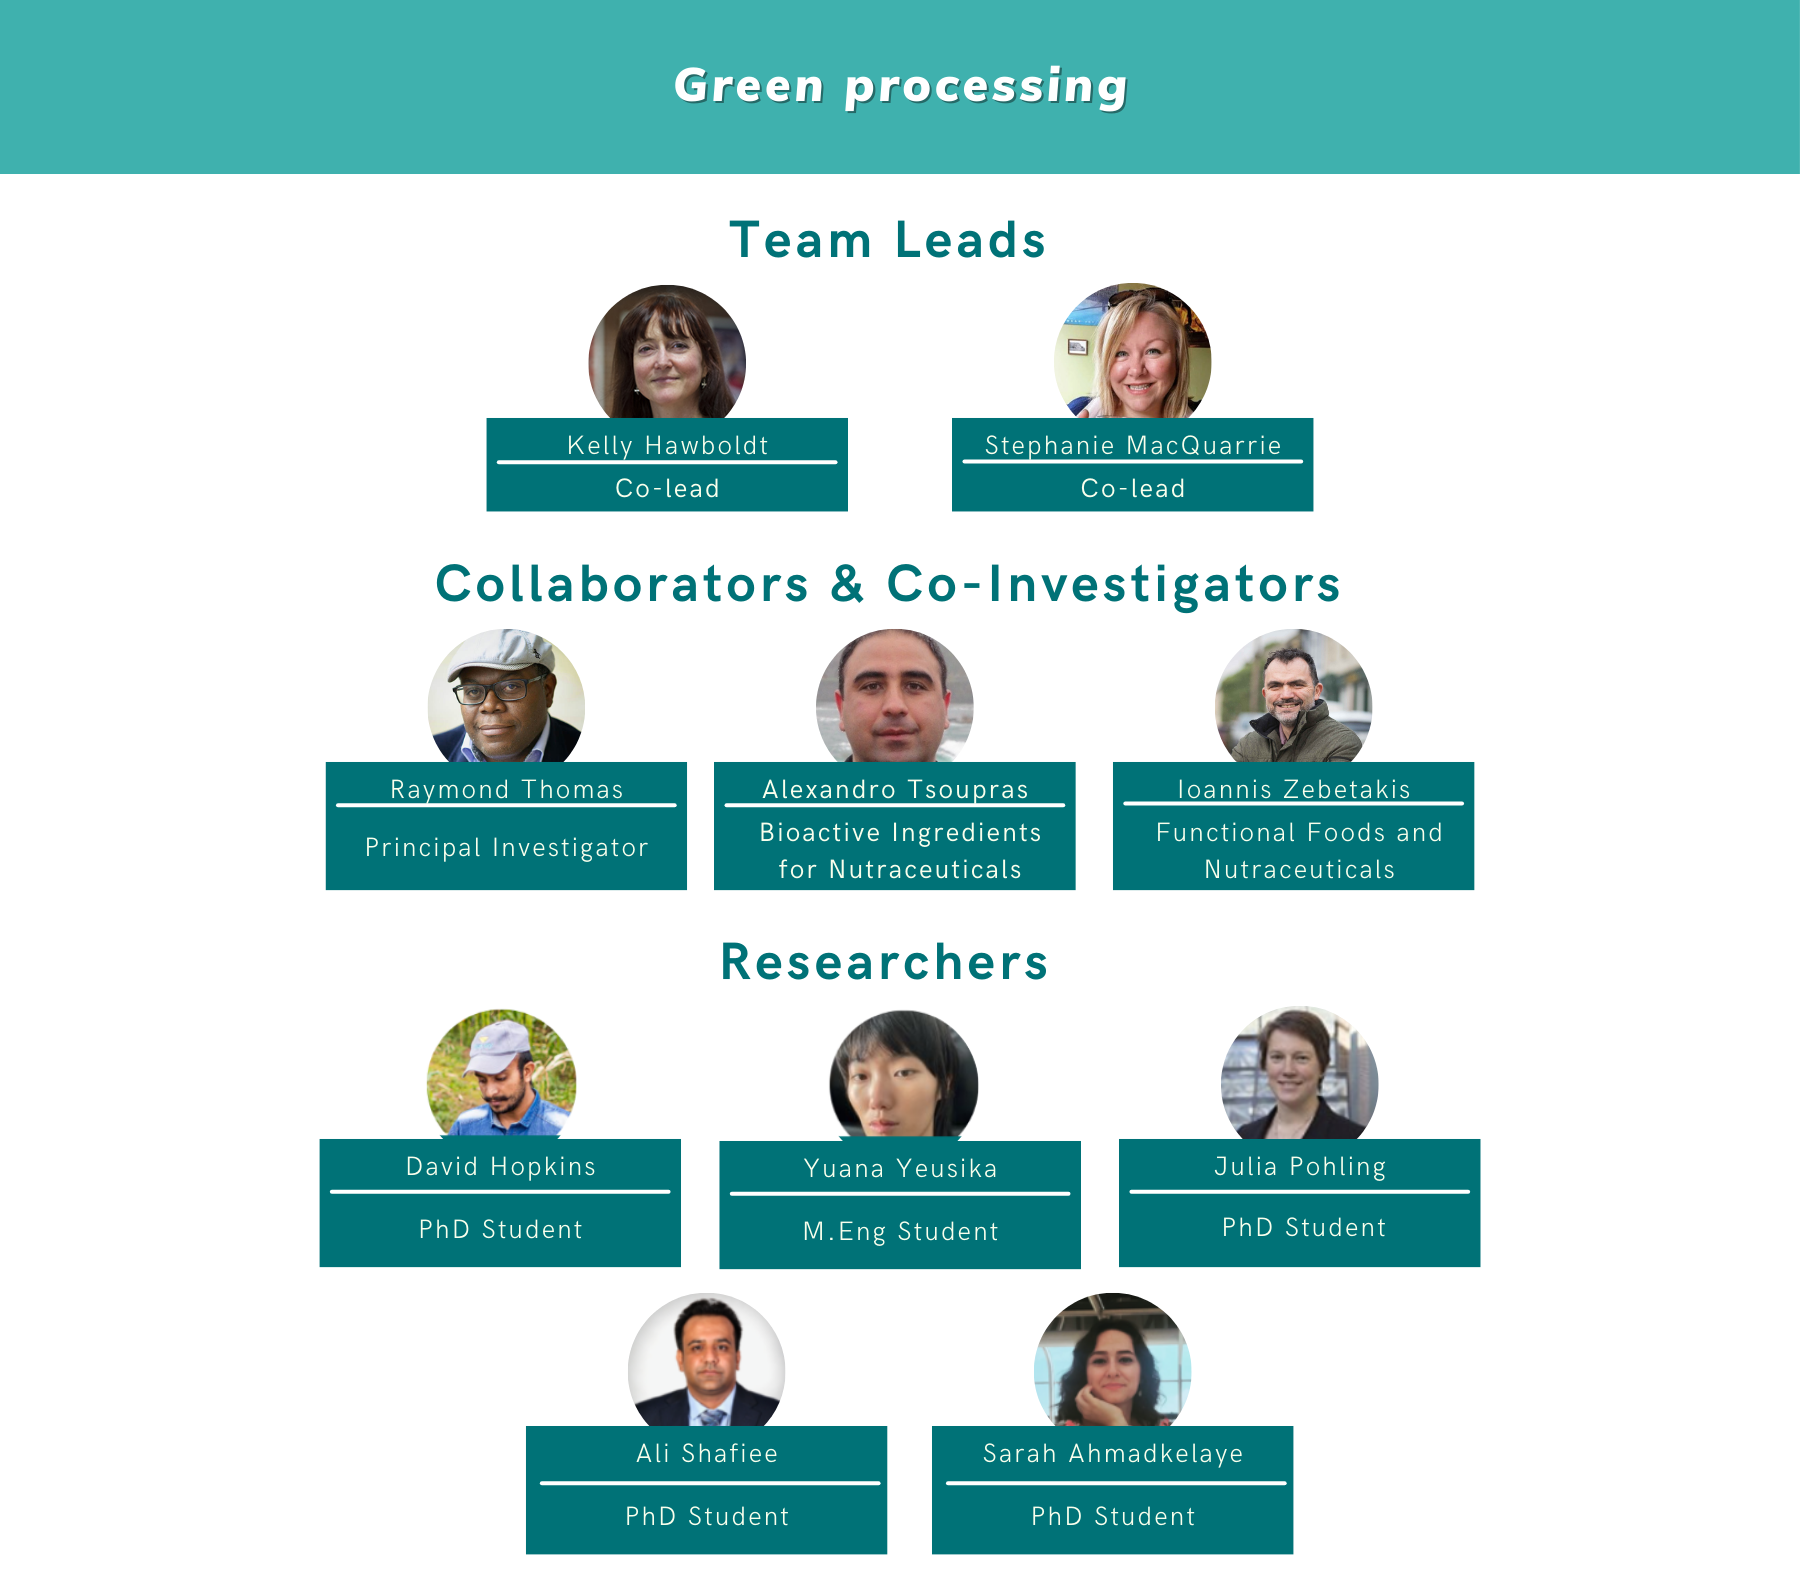 Green processing
Team Leads
Kelly Hawboldt
Co-lead
Stephanie MacQuarrie
Co-lead
Collaborators & Co-Investigators
Raymond Thomas
Principal Investigator
Alexandro Tsoupras
Bioactive Ingredients
for Nutraceuticals
Ioannis Zebetakis
Functional Foods and
Nutraceuticals
Researchers
David Hopkins
PhD Student
Yuana Yeusika
M.Eng Student
Julia Pohling
PhD Student
Ali Shafiee
PhD Student
Sarah Ahmadkelaye
PhD Student